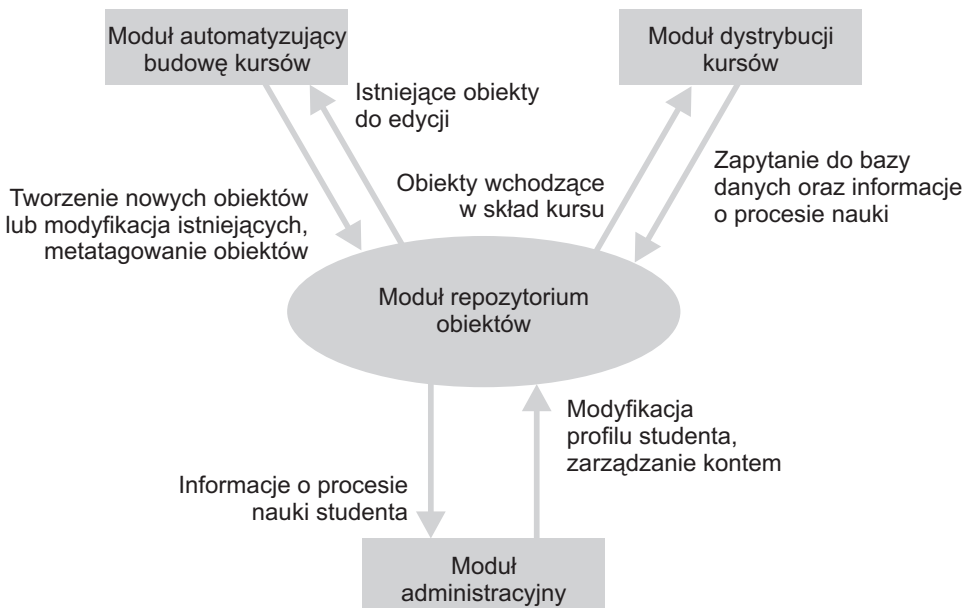 Moduł automatyzujący
budowę kursów
Moduł dystrybucji
kursów
Istniejące obiekty
do edycji
Zapytanie do bazy
danych oraz informacje
o procesie nauki
Obiekty wchodzące
w skład kursu
Tworzenie nowych obiektów
lub modyfikacja istniejących,
metatagowanie obiektów
Moduł repozytorium
obiektów
Modyfikacja
profilu studenta,
zarządzanie kontem
Informacje o procesie
nauki studenta
Moduł
administracyjny